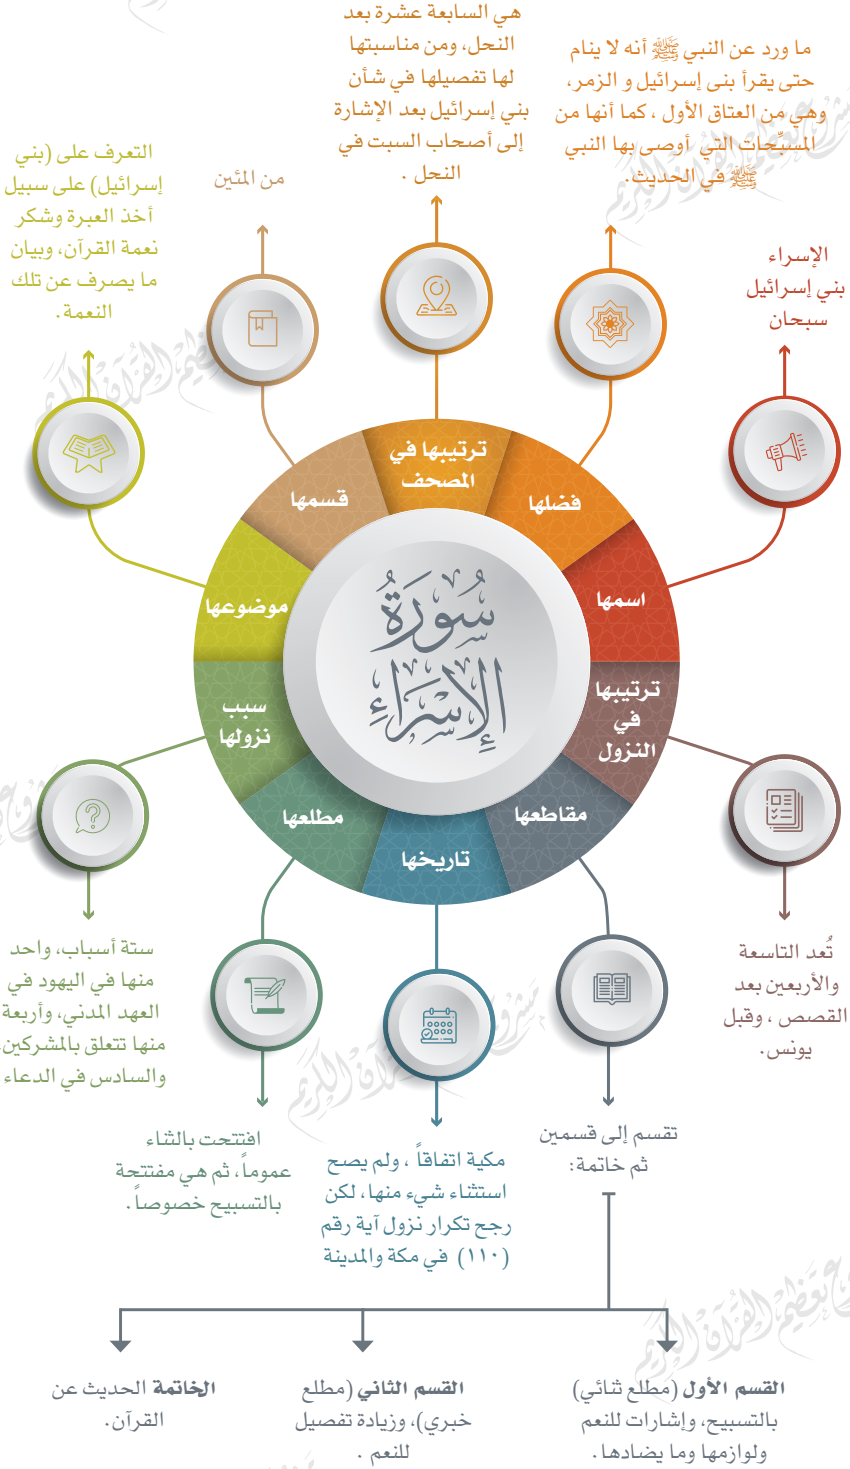 سُورَةُ
الإِسْرَاءِ
اسمها
الإسراء
بني إسرائيل
سبحان
فضلها
ما ورد عن النبي ﷺ أنه لا ينام
حتى يقرأ بنى إسرائيل و الزمر،
وهي من العتاق الأول ، كما أنها من
المسبِّحات التي أوصى بها النبي
ﷺ في الحديث.
ترتيبها في
المصحف
هي السابعة عشرة بعد
النحل، ومن مناسبتها
لها تفصيلها في شأن
بني إسرائيل بعد الإشارة
إلى أصحاب السبت في
النحل .
قسمها
من المئين
موضوعها
التعرف على (بني
إسرائيل) على سبيل
أخذ العبرة وشكر
نعمة القرآن، وبيان
ما يصرف عن تلك
النعمة.
سبب
نزولها
ستة أسباب، واحد
منها في اليهود في
العهد المدني، وأربعة
منها تتعلق بالمشركين،
والسادس في الدعاء
مطلعها
افتتحت بالثناء
عموماً، ثم هي مفتتحة
بالتسبيح خصوصاً.
تاريخها
مكية اتفاقاً ، ولم يصح
استثناء شيء منها، لكن
رجح تكرار نزول آية رقم
(١١٠) في مكة والمدينة
مقاطعها
تقسم إلى قسمين
ثم خاتمة:
القسم الأول (مطلع ثنائي)
بالتسبيح، وإشارات للنعم
ولوازمها وما يضادها.
القسم الثاني (مطلع
خبري)، وزيادة تفصيل
للنعم .
الخاتمة الحديث عن
القرآن.
ترتيبها
في
النزول
تُعد التاسعة
والأربعين بعد
القصص ، وقبل
يونس.